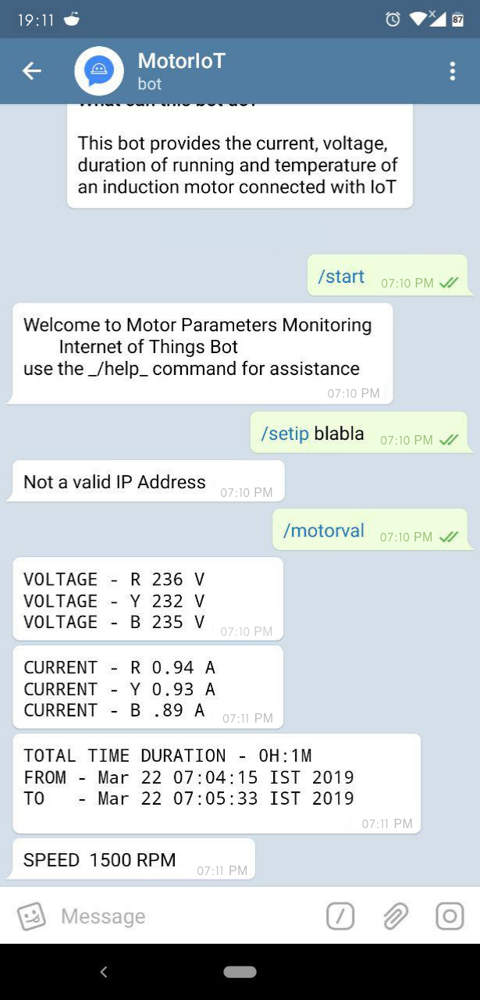 19:11
87
MotorIoT
bot
What can this bot do?
This bot provides the current, voltage,
duration of running and temperature of
an induction motor connected with IoT
/start 07:10 PM
Welcome to Motor Parameters Monitoring
Internet of Things Bot
use the _/help_ command for assistance
07:10 PM
/setip blabla 07:10 PM
Not a valid IP Address 07:10 PM
/motorval 07:10 PM
VOLTAGE - R 236 V
VOLTAGE - Y 232 V
VOLTAGE - B 235 V
07:10 PM
CURRENT - R 0.94 A
CURRENT - Y 0.93 A
CURRENT - B .89 A
07:11 PM
TOTAL TIME DURATION - 0H:1M
FROM - Mar 22 07:04:15 IST 2019
TO - Mar 22 07:05:33 IST 2019
07:11 PM
SPEED 1500 RPM 07:11 PM
Message